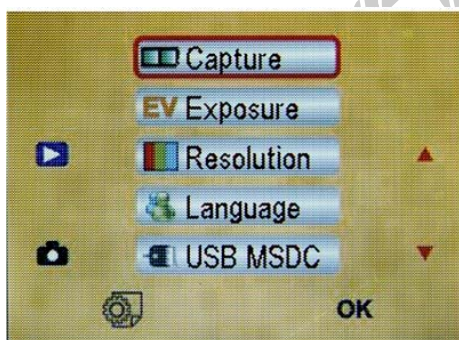 Capture
EV Exposure
Resolution
Language
USB MSDC
OK